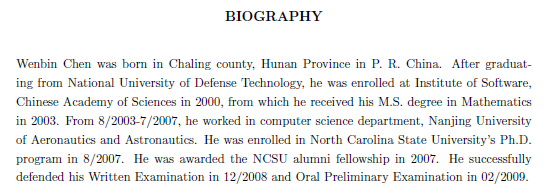 BIOGRAPHY
Wenbin Chen was born in Chaling county, Hunan Province in P. R. China. After graduat-
ing from National University of Defense Technology, he was enrolled at Institute of Software,
Chinese Academy of Sciences in 2000, from which he received his M.S. degree in Mathematics
in 2003. From 8/2003-7/2007, he worked in computer science department, Nanjing University
of Aeronautics and Astronautics. He was enrolled in North Carolina State University's Ph.D.
program in 8/2007. He was awarded the NCSU alumni fellowship in 2007. He successfully
defended his Written Examination in 12/2008 and Oral Preliminary Examination in 02/2009.